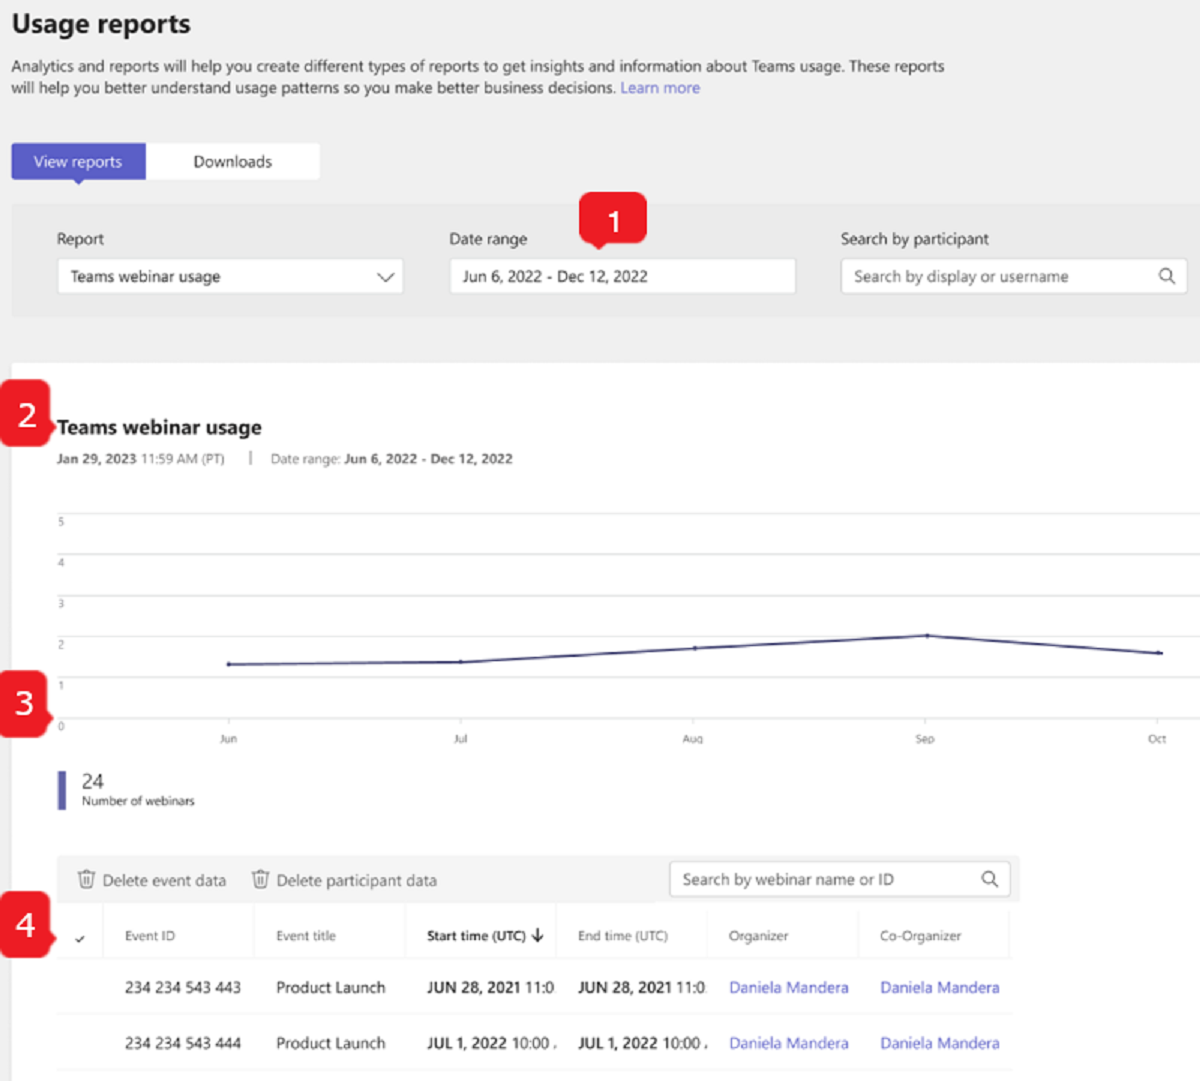 Usage reports
Analytics and reports will help you create different types of reports to get insights and information about Teams usage. These reports
will help you better understand usage patterns so you make better business decisions. Learn more
View reports
Downloads
1
Report
Date range
Search by participant
Teams webinar usage
Jun 6, 2022 - Dec 12, 2022
Search by display or username
2
Teams webinar usage
Jan 29, 2023 11:59 AM (PT) | Date range: Jun 6, 2022 - Dec 12, 2022
5
4
3
2
1
3
0
Jun Jul Aug Sep Oct
24
Number of webinars
Delete event data
Delete participant data
Search by webinar name or ID
4
Event ID Event title Start time (UTC) ↓ End time (UTC) Organizer Co-Organizer
234 234 543 443 Product Launch JUN 28, 2021 11:0 JUN 28, 2021 11:0 Daniela Mandera Daniela Mandera
234 234 543 444 Product Launch JUL 1, 2022 10:00 JUL 1, 2022 10:00 Daniela Mandera Daniela Mandera